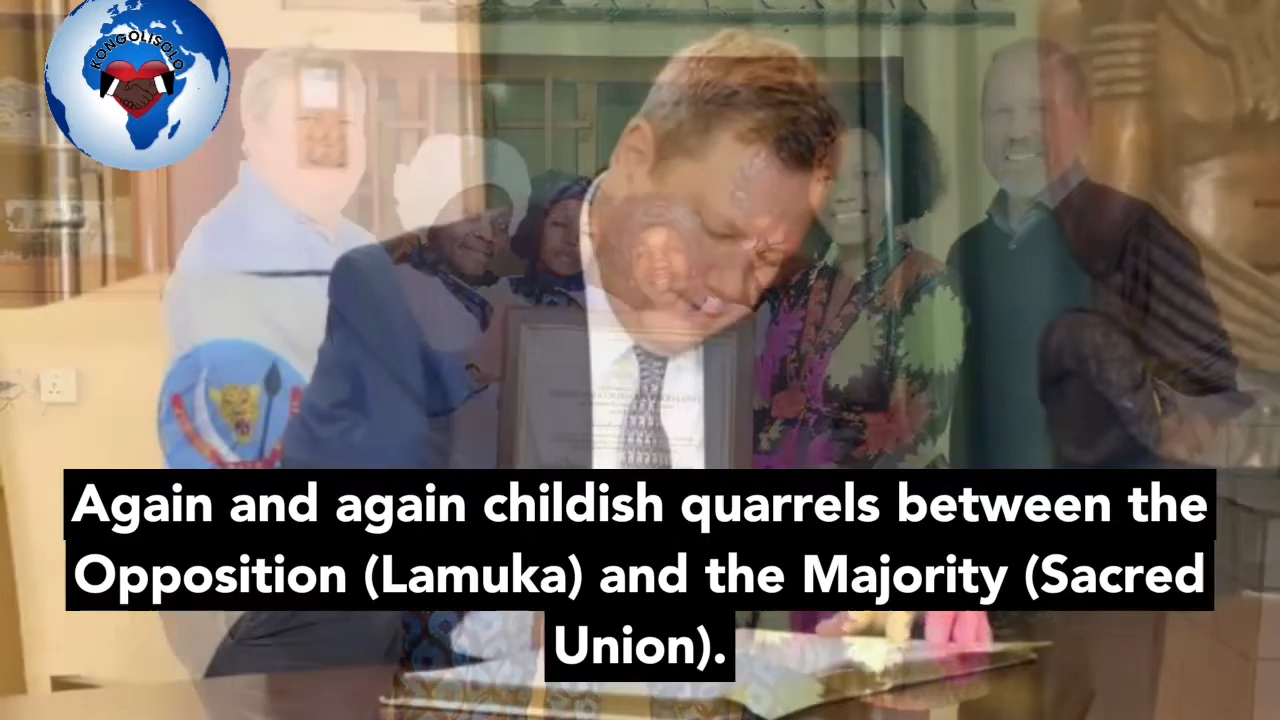 KONGOLISOLO
Again and again childish quarrels between the
Opposition (Lamuka) and the Majority (Sacred
Union).